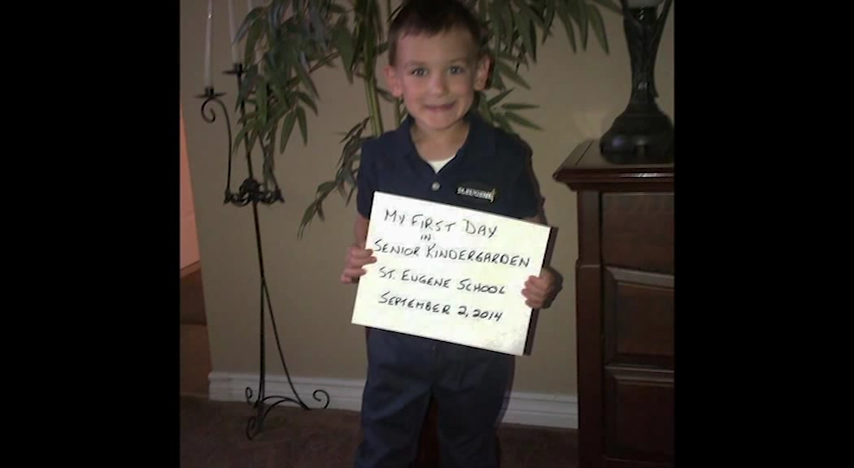 My First Day
in
Senior Kindergarden
St. Eugene School
September 2, 2014